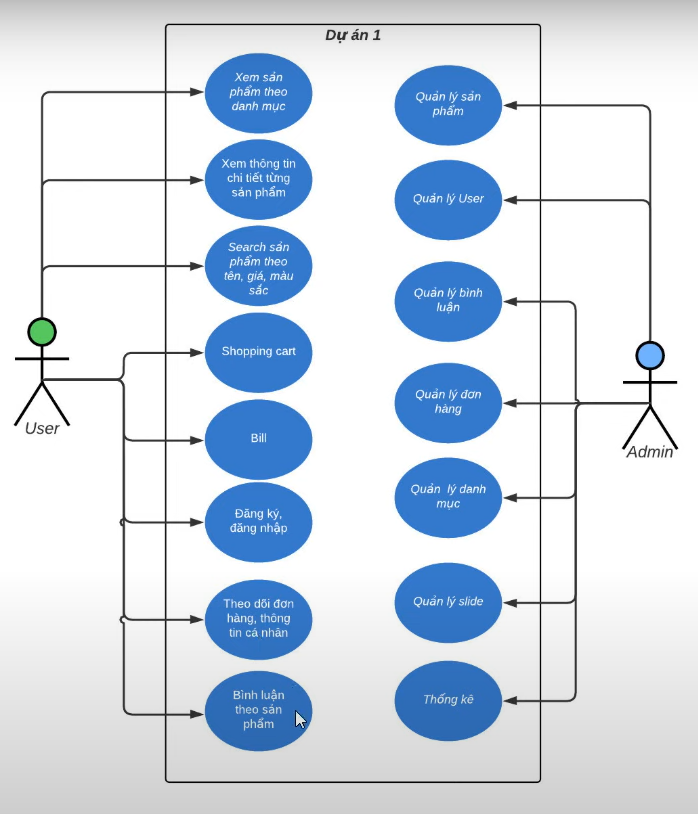 Dự án 1
Xem sản
phẩm theo
danh mục
Xem thông tin
chi tiết từng
sản phẩm
Search sản
phẩm theo
tên, giá, màu
sắc
Shopping cart
Bill
Đăng ký,
đăng nhập
Theo dõi đơn
hàng, thông
tin cá nhân
Bình luận
theo sản
phẩm
Quản lý sản
phẩm
Quản lý User
Quản lý bình
luận
Quản lý đơn
hàng
Quản  lý danh
mục
Quản lý slide
Thống kê
User
Admin